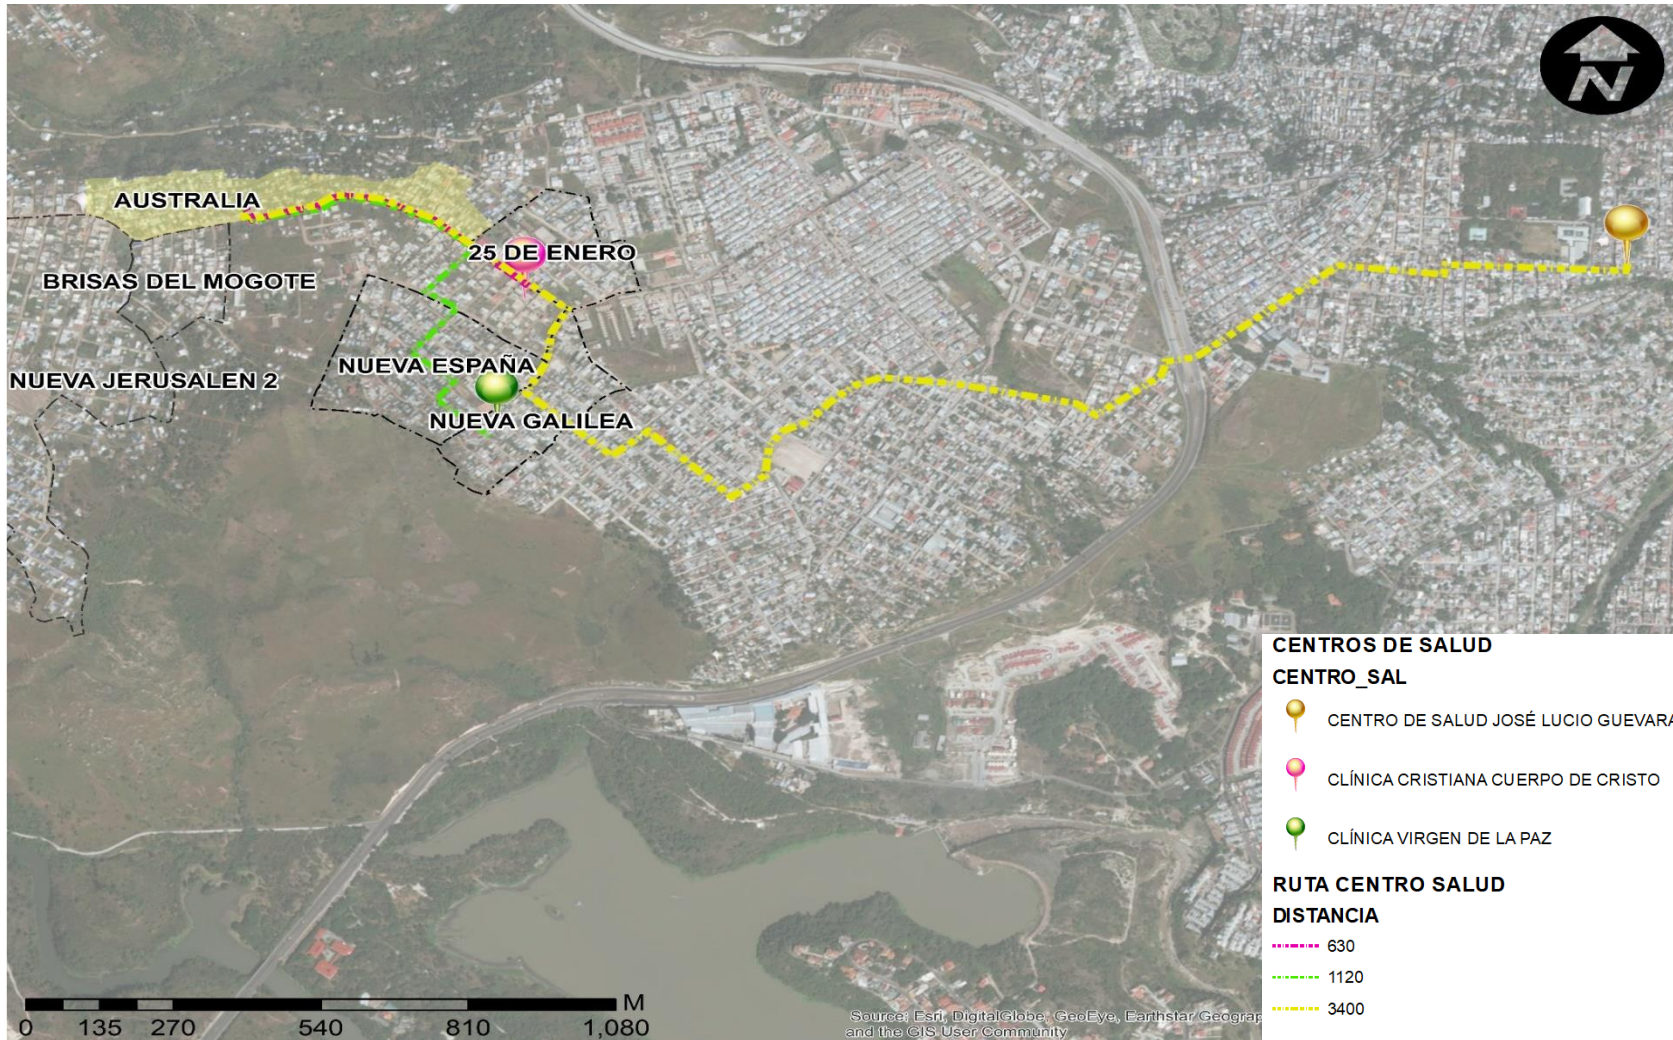 N
AUSTRALIA
25 DE ENERO
BRISAS DEL MOGOTE
NUEVA ESPAÑA
NUEVA JERUSALEN 2
NUEVA GALILEA
CENTROS DE SALUD
CENTRO_SAL
CENTRO DE SALUD JOSÉ LUCIO GUEVARA
CLÍNICA CRISTIANA CUERPO DE CRISTO
CLÍNICA VIRGEN DE LA PAZ
RUTA CENTRO SALUD
DISTANCIA
630
1120
3400
M
0 135 270 540 810 1,080
Source: Esri, DigitalGlobe, GeoEye, Earthstar Geograp
and the GIS User Community